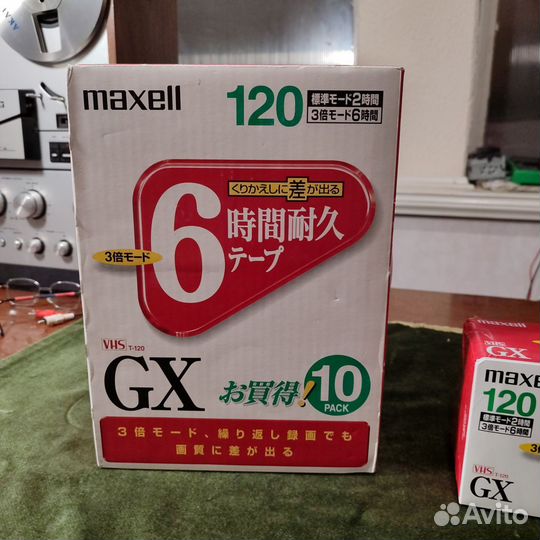 AKAI
maxell
120
標準モード2時間
3倍モード6時間
くりかえしに差が出る
6時間耐久
テープ
3倍モード
VHS T-120
GX
お買得!
10
PACK
3倍モード、繰り返し録画でも
画質に差が出る
maxell
GX
maxell
120
標準モード2時間
3倍モード6時間
VHS T-120
GX
Avito